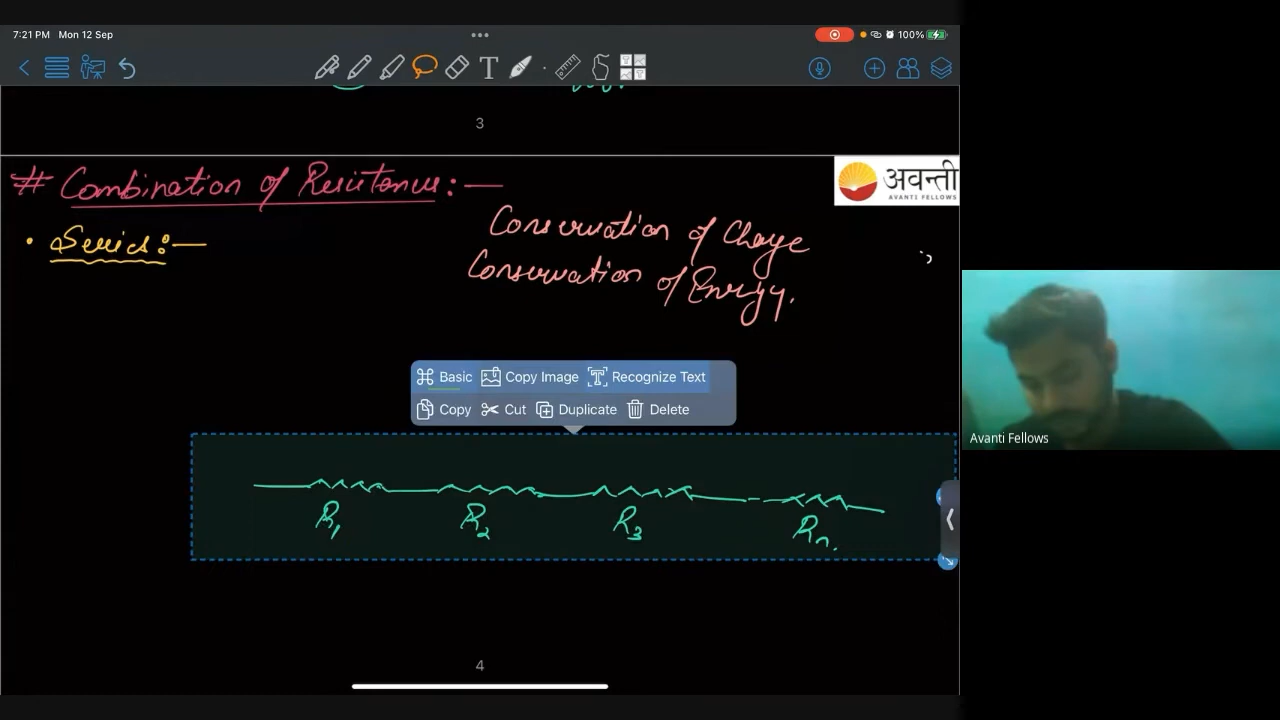 7:21 PM Mon 12 Sep
100%
T
3
# Combination of Resistance:—
अवन्ती
AVANTI FELLOWS
• Series:—
Conservation of Charge
Conservation of Energy.
Basic Copy Image Recognize Text
Copy Cut Duplicate Delete
Avanti Fellows
R1 R2 R3 Rn.
4